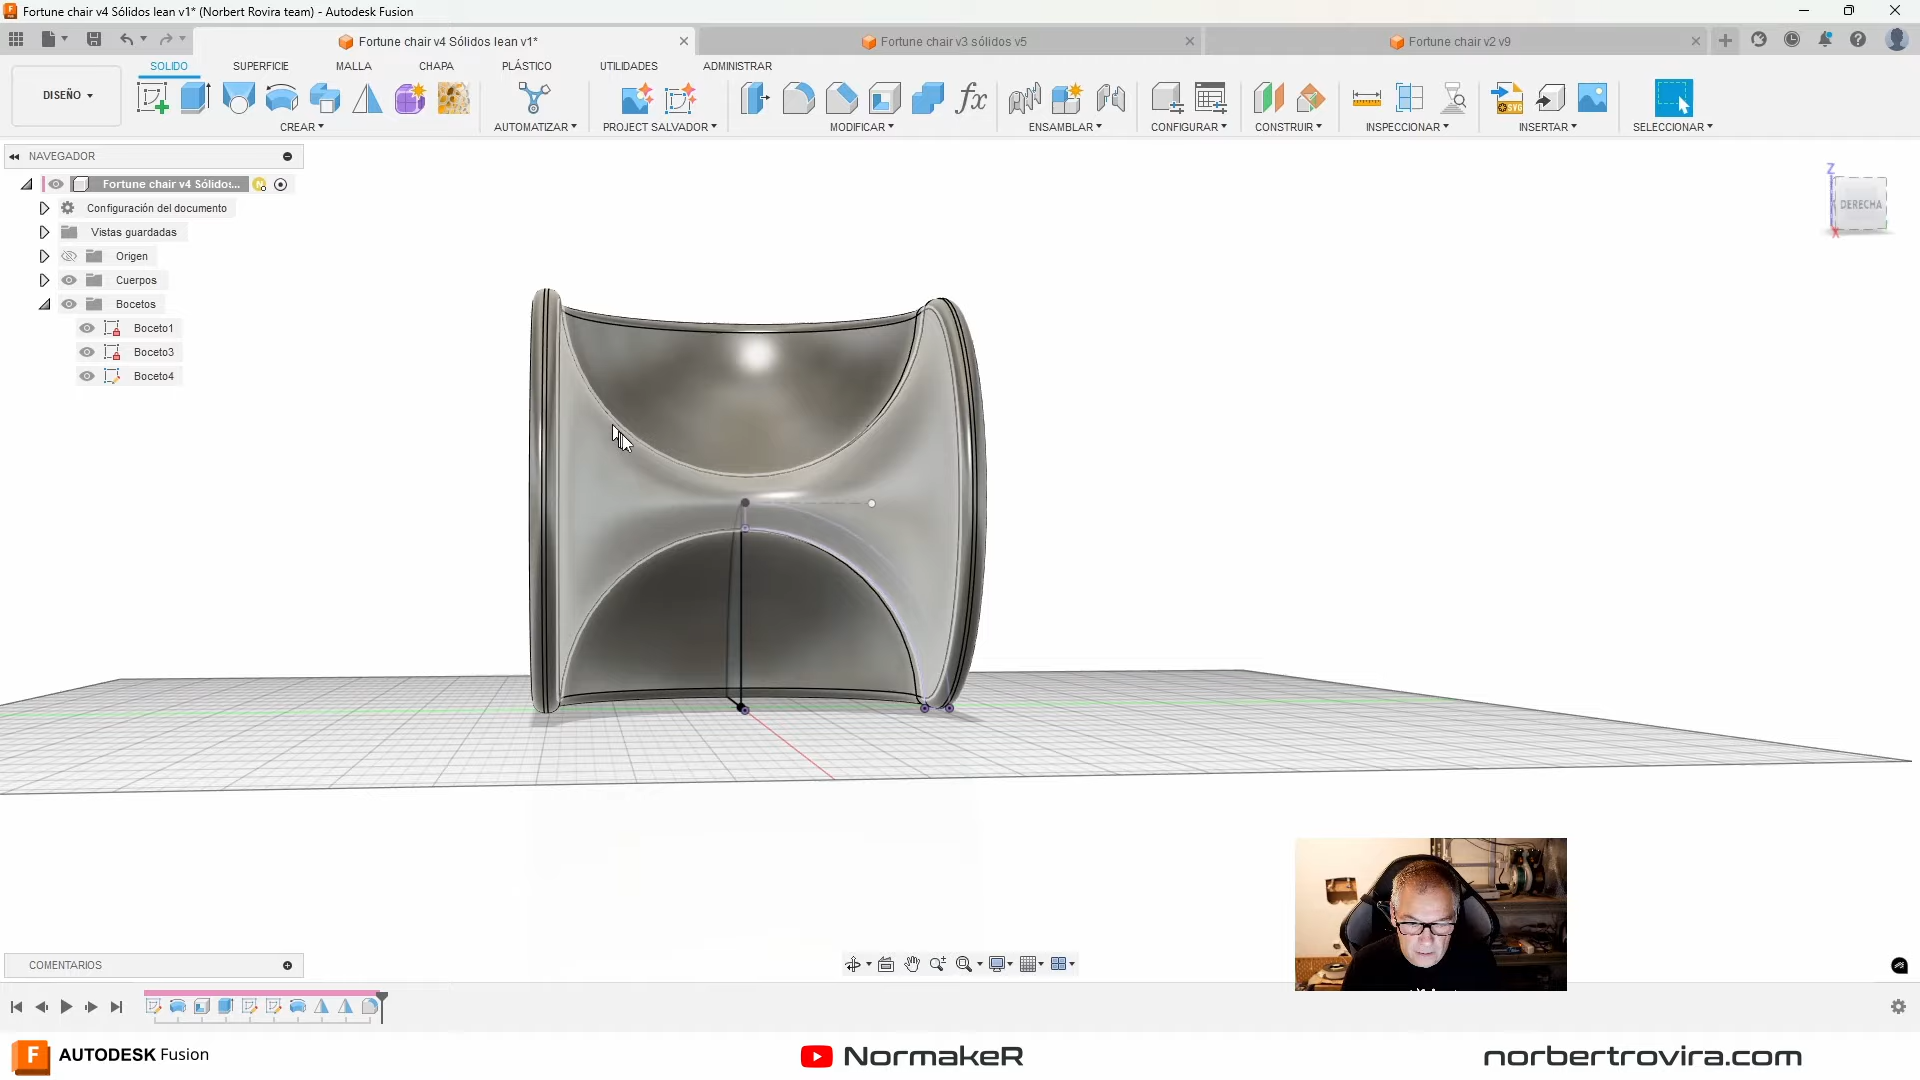 Fortune chair v4 Sólidos lean v1* (Norbert Rovira team) - Autodesk Fusion
Fortune chair v4 Sólidos lean v1*
Fortune chair v3 sólidos v5
Fortune chair v2 v9
SOLIDO
SUPERFICIE
MALLA
CHAPA
PLÁSTICO
UTILIDADES
ADMINISTRAR
DISEÑO
CREAR
AUTOMATIZAR
PROJECT SALVADOR
MODIFICAR
ENSAMBLAR
CONFIGURAR
CONSTRUIR
INSPECCIONAR
INSERTAR
SELECCIONAR
NAVEGADOR
Fortune chair v4 Sólido:...
Configuración del documento
Vistas guardadas
Origen
Cuerpos
Bocetos
Boceto1
Boceto3
Boceto4
Z
DERECHA
X
COMENTARIOS
F AUTODESK Fusion
NormakeR
norbertrovira.com